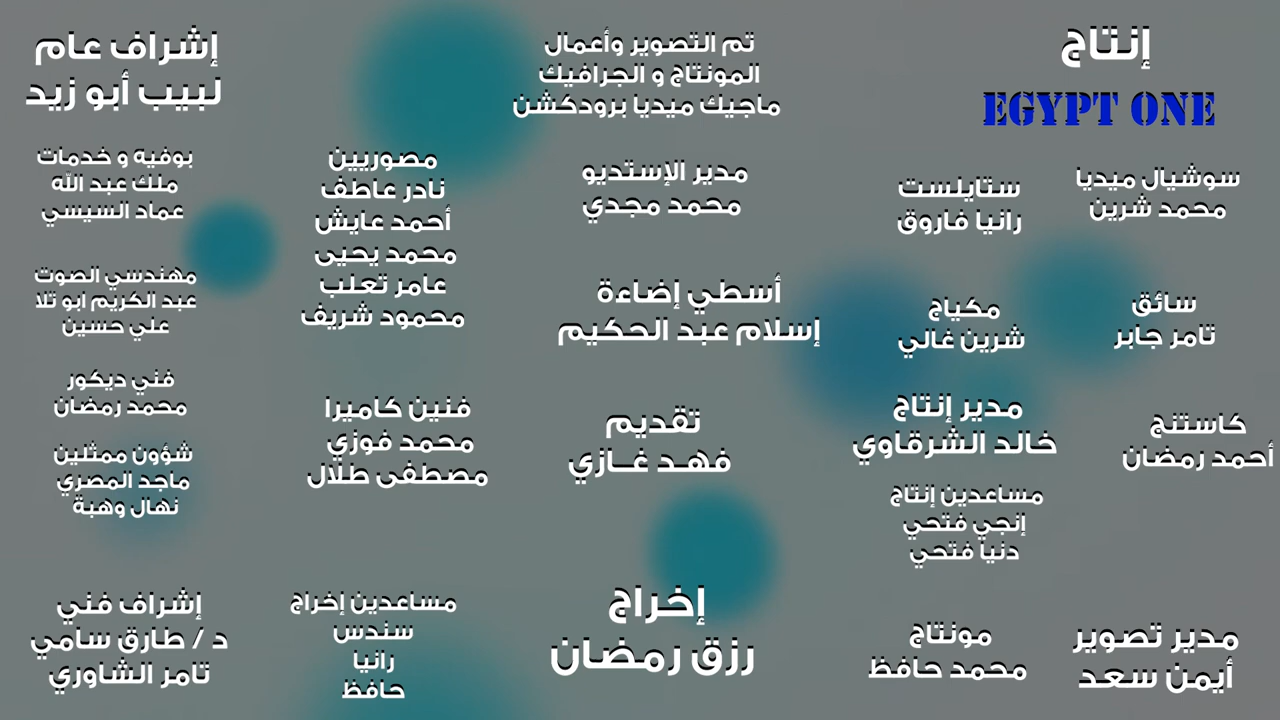 إنتاج
EGYPT ONE
سوشيال ميديا
محمد شرين
ستايلست
رانيا فاروق
سائق
تامر جابر
مكياج
شرين غالي
كاستنج
أحمد رمضان
مدير إنتاج
خالد الشرقاوي
مساعدين إنتاج
إنجي فتحي
دنيا فتحي
مدير تصوير
أيمن سعد
مونتاج
محمد حافظ
تم التصوير وأعمال
المونتاج و الجرافيك
ماجيك ميديا برودكشن
مدير الإستديو
محمد مجدي
أسطي إضاءة
إسلام عبد الحكيم
تقديم
فهـد غــازي
إخراج
رزق رمضان
مصوريين
نادر عاطف
أحمد عايش
محمد يحيى
عامر تعلب
محمود شريف
فنين كاميرا
محمد فوزي
مصطفى طلال
مساعدين إخراج
سندس
رانيا
حافظ
إشراف عام
لبيب أبو زيد
بوفيه و خدمات
ملك عبد الله
عماد السيسي
مهندسي الصوت
عبد الكريم ابو تلا
علي حسين
فني ديكور
محمد رمضان
شؤون ممثلين
ماجد المصري
نهال وهبة
إشراف فني
د / طارق سامي
تامر الشاوري